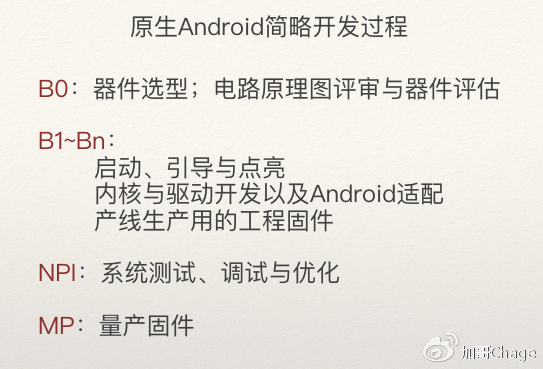 原生Android简略开发过程
B0：器件选型；电路原理图评审与器件评估
B1~Bn：
启动、引导与点亮
内核与驱动开发以及Android适配
产线生产用的工程固件
NPI：系统测试、调试与优化
MP：量产固件
加哥Chage